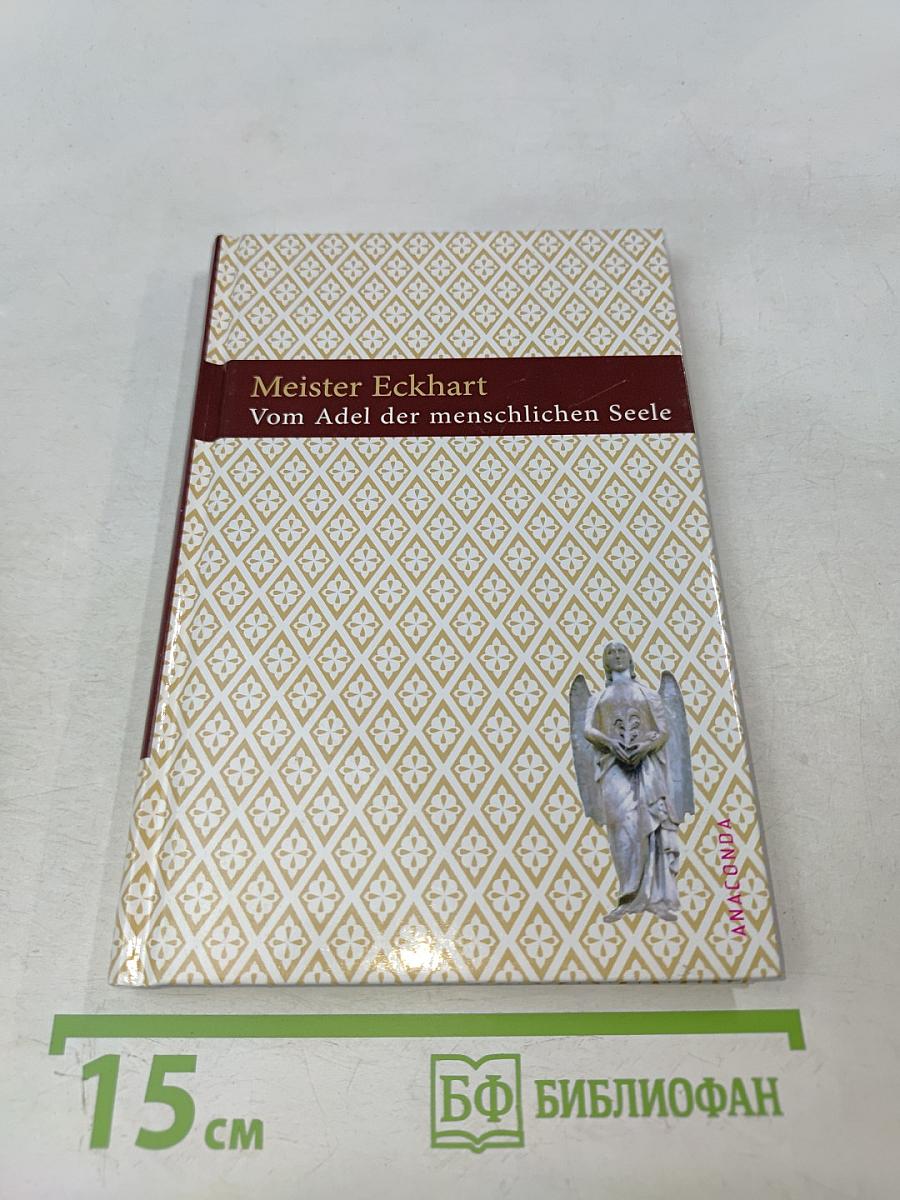 Meister Eckhart
Vom Adel der menschlichen Seele
ANACONDA
15 см
БФ БИБЛИОФАН